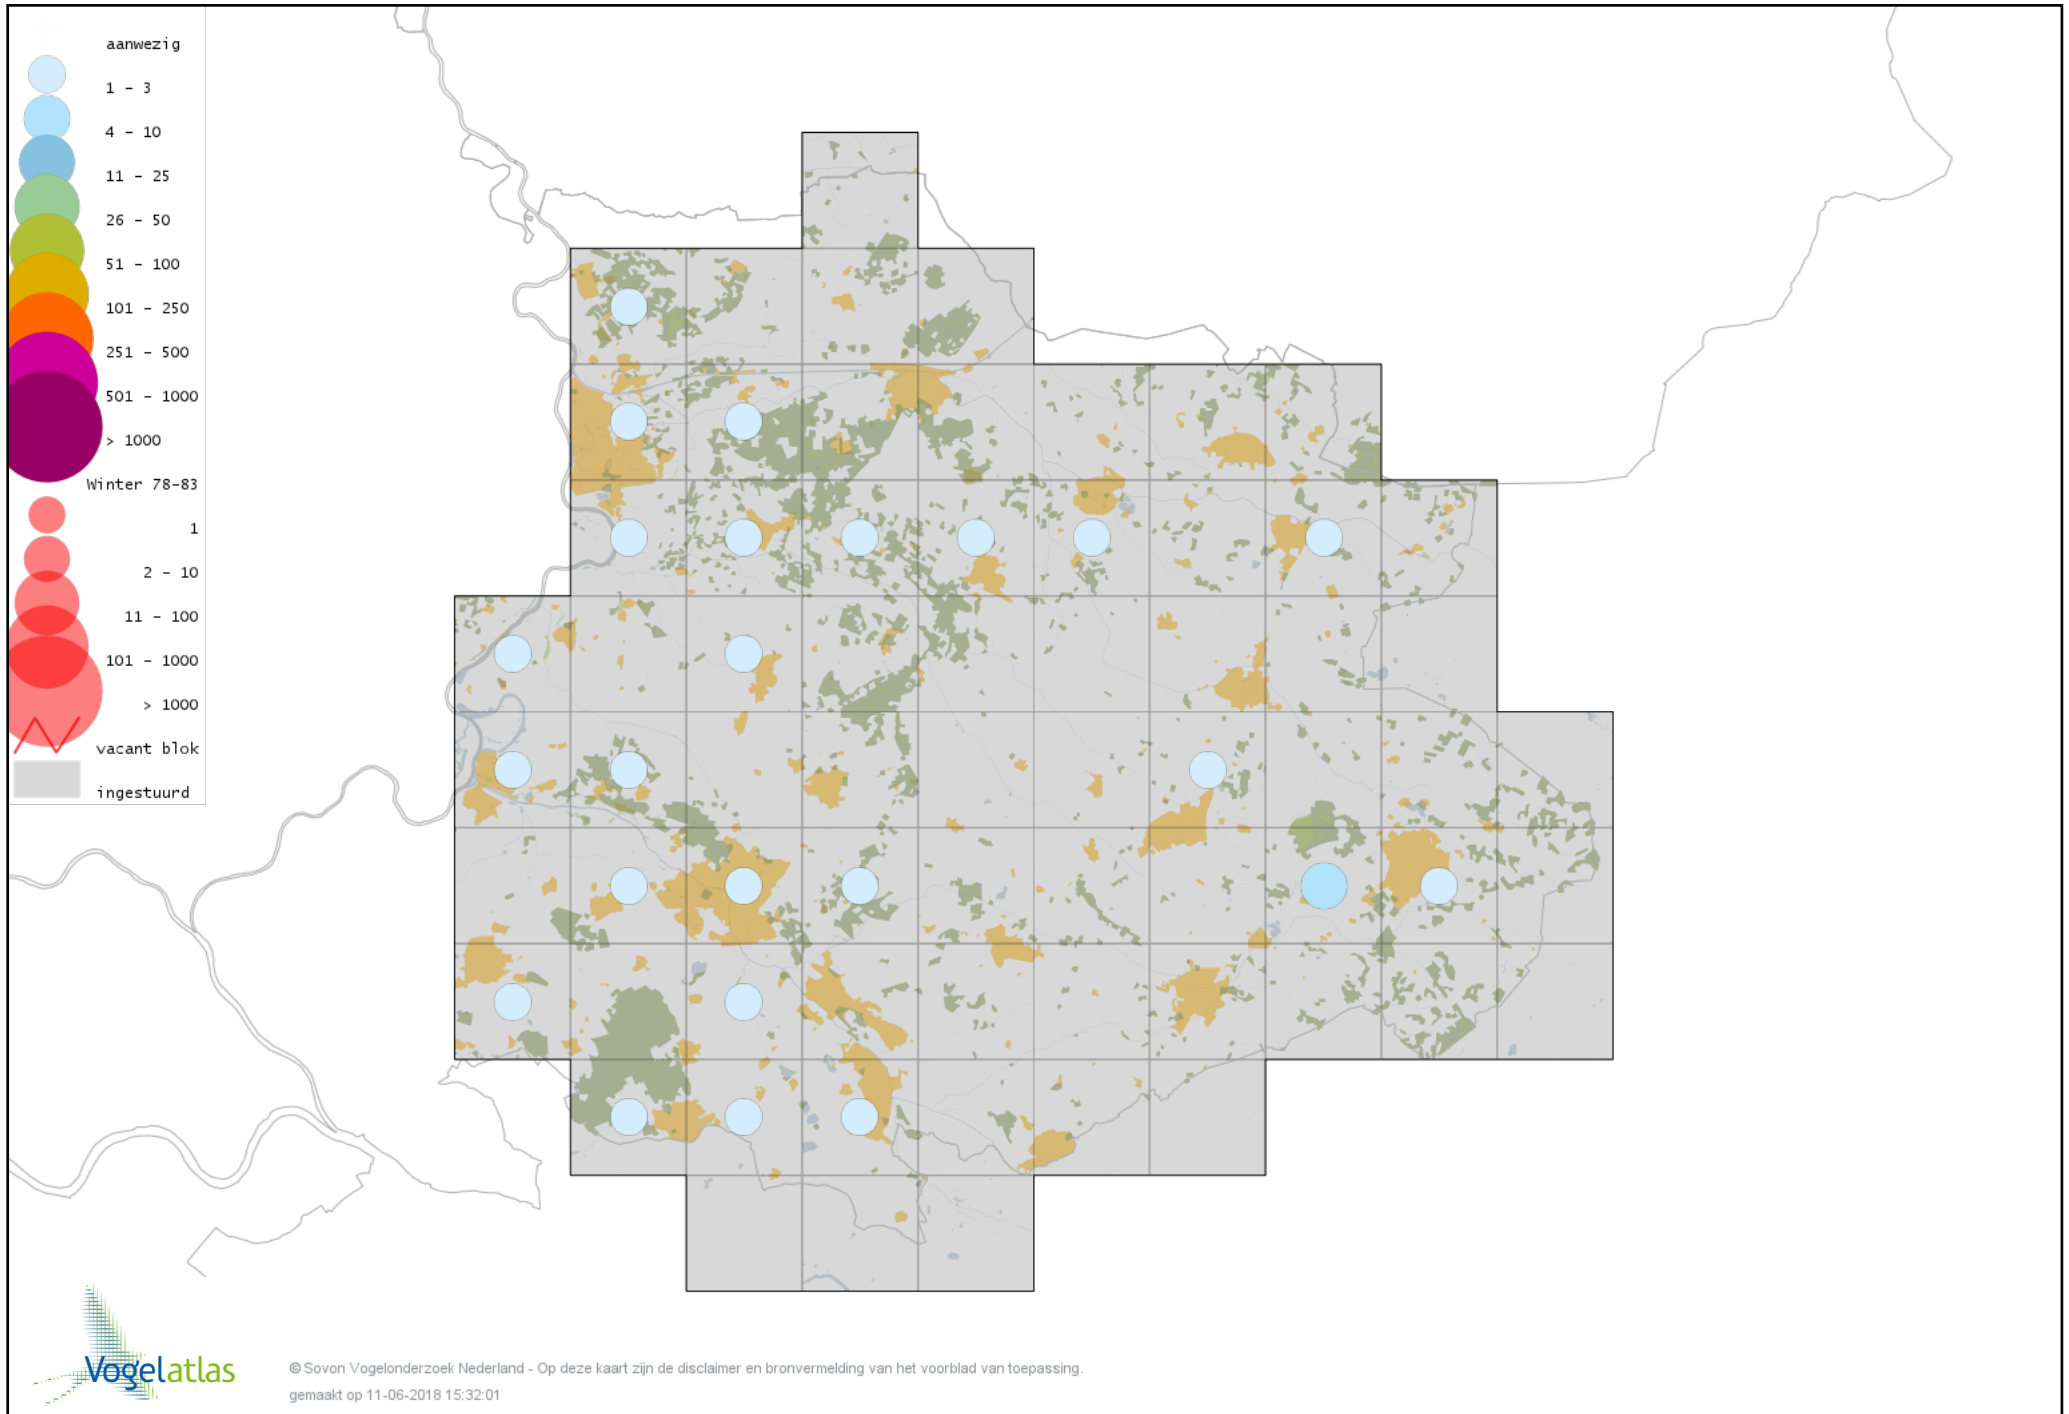 aanwezig
1 – 3
4 – 10
11 – 25
26 – 50
51 – 100
101 – 250
251 – 500
501 – 1000
> 1000
Winter 78-83
1
2 – 10
11 – 100
101 – 1000
> 1000
vacant blok
ingestuurd
Vogelatlas
© Sovon Vogelonderzoek Nederland - Op deze kaart zijn de disclaimer en bronvermelding van het voorblad van toepassing.
gemaakt op 11-06-2018 15:32:01